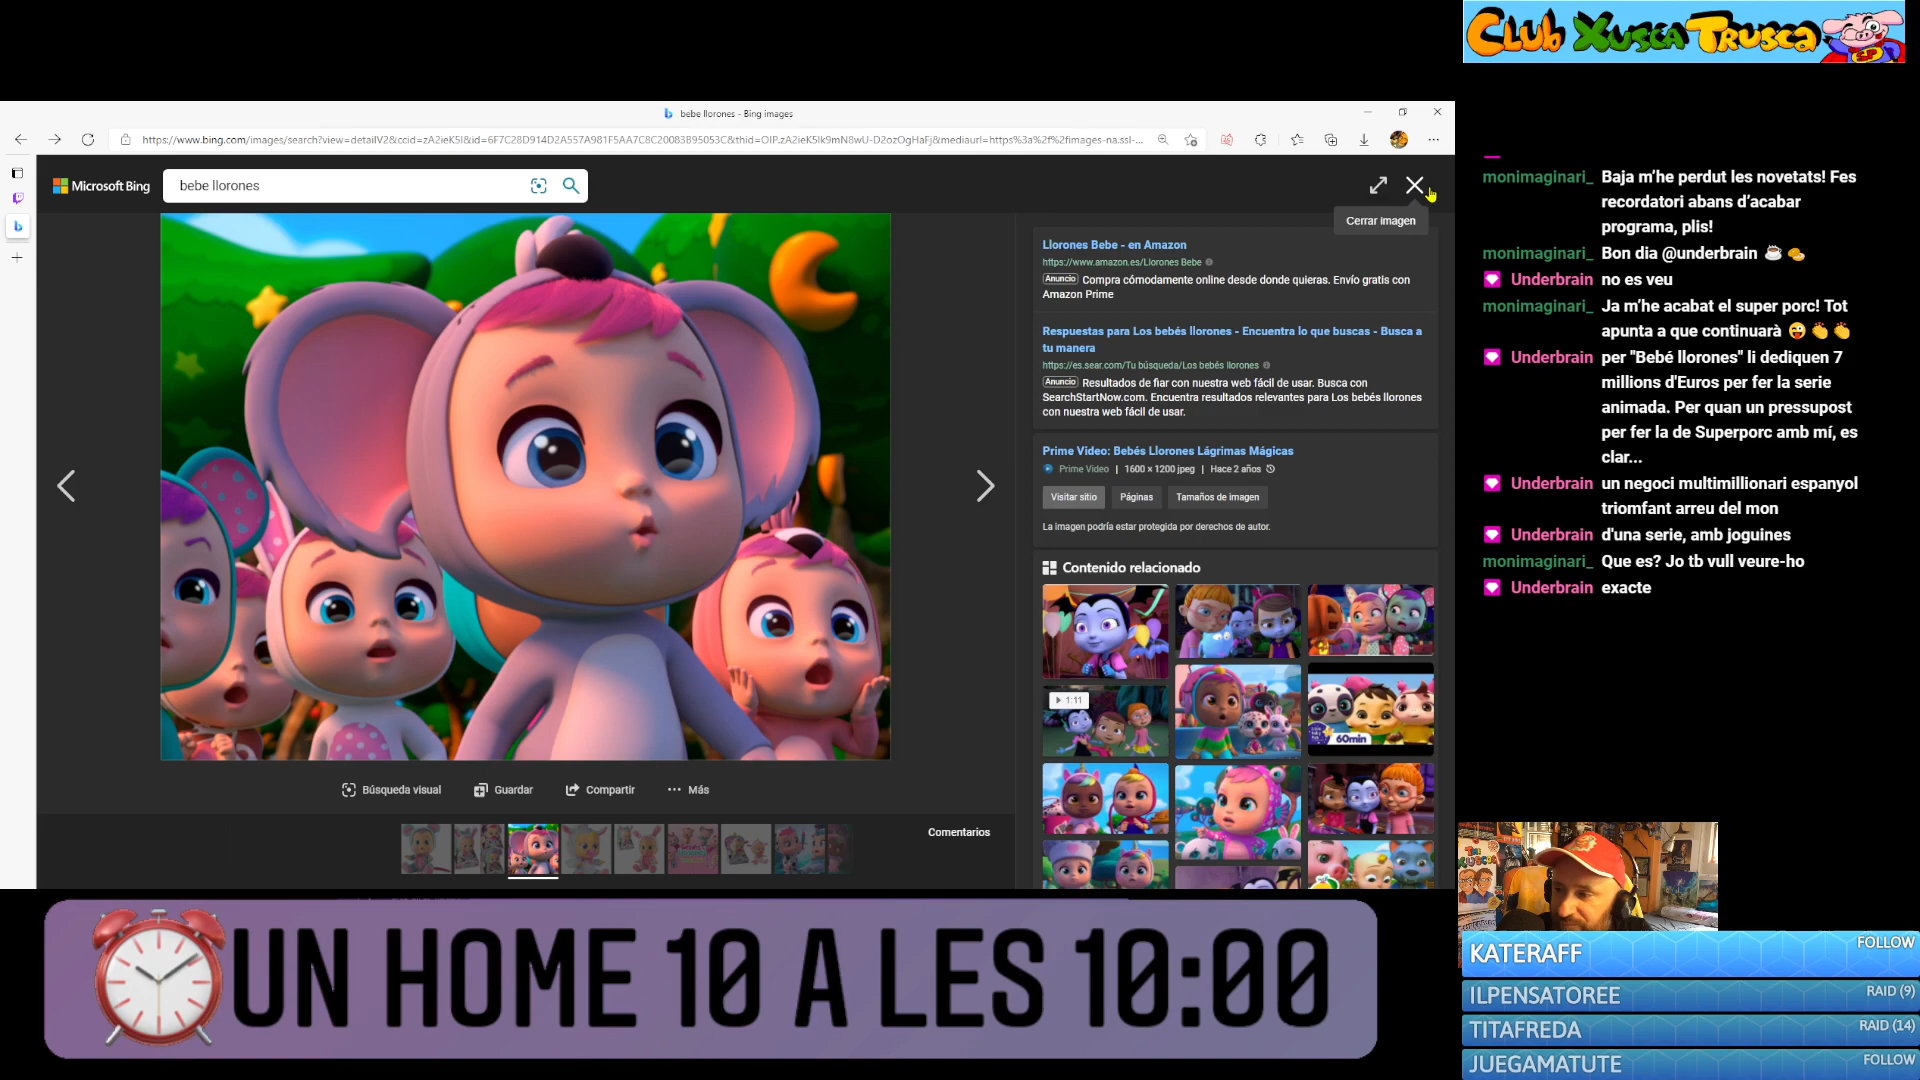 CLUB XUSCA TRUSCA
SP
bebe llorones - Bing images
https://www.bing.com/images/search?view=detailV2&ccid=zA2ieK5I&id=6F7C28D914D2A557A981F5AA7C8C20083B95053C&thid=OIP.zA2ieK5Ik9mN8wU-D2ozOgHaFj&mediaurl=https%3a%2f%2fimages-na.ssl-...
Microsoft Bing
bebe llorones
Cerrar imagen
Llorones Bebe - en Amazon
https://www.amazon.es/Llorones Bebe
Anuncio Compra cómodamente online desde donde quieras. Envío gratis con
Amazon Prime
Respuestas para Los bebés llorones - Encuentra lo que buscas - Busca a
tu manera
https://es.sear.com/Tu búsqueda/Los bebés llorones
Anuncio Resultados de fiar con nuestra web fácil de usar. Busca con
SearchStartNow.com. Encuentra resultados relevantes para Los bebés llorones
con nuestra web fácil de usar.
Prime Video: Bebés Llorones Lágrimas Mágicas
Prime Video | 1600 × 1200 jpeg | Hace 2 años
Visitar sitio Páginas Tamaños de imagen
La imagen podría estar protegida por derechos de autor.
Contenido relacionado
1:11
60min
Búsqueda visual Guardar Compartir Más
Comentarios
monimaginari_ Baja m'he perdut les novetats! Fes
recordatori abans d'acabar
programa, plis!
monimaginari_ Bon dia @underbrain ☕ 🥯
Underbrain no es veu
monimaginari_ Ja m'he acabat el super porc! Tot
apunta a que continuarà 😜 👏 👏
Underbrain per "Bebé llorones" li dediquen 7
millions d'Euros per fer la serie
animada. Per quan un pressupost
per fer la de Superporc amb mí, es
clar...
Underbrain un negoci multimillionari espanyol
triomfant arreu del mon
Underbrain d'una serie, amb joguines
monimaginari_ Que es? Jo tb vull veure-ho
Underbrain exacte
UN HOME 10 A LES 10:00
KATERAFF FOLLOW
ILPENSATOREE RAID (9)
TITAFREDA RAID (14)
JUEGAMATUTE FOLLOW